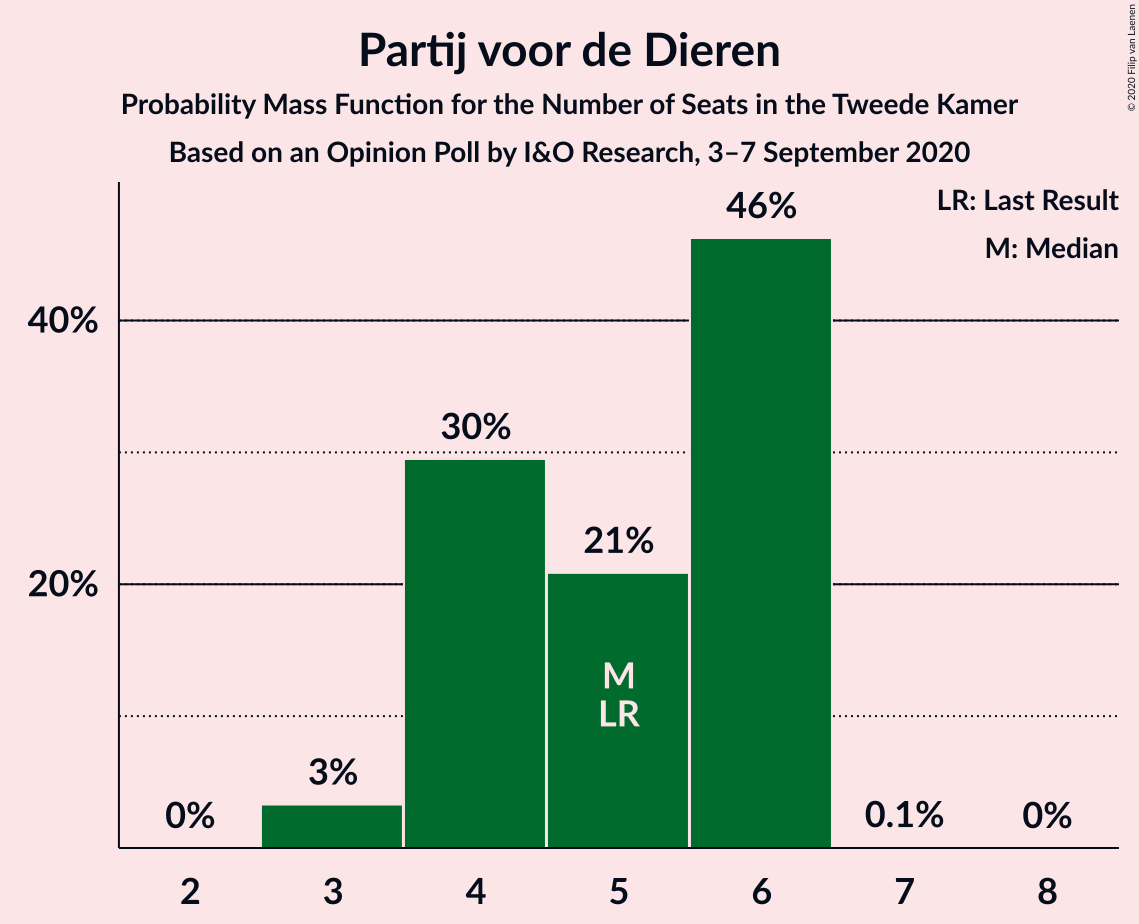 Partij voor de Dieren
Probability Mass Function for the Number of Seats in the Tweede Kamer
Based on an Opinion Poll by I&O Research, 3–7 September 2020
© 2020 Filip van Laenen
LR: Last Result
M: Median
46%
40%
30%
21%
20%
M
LR
3%
0%
0.1%
0%
2 3 4 5 6 7 8